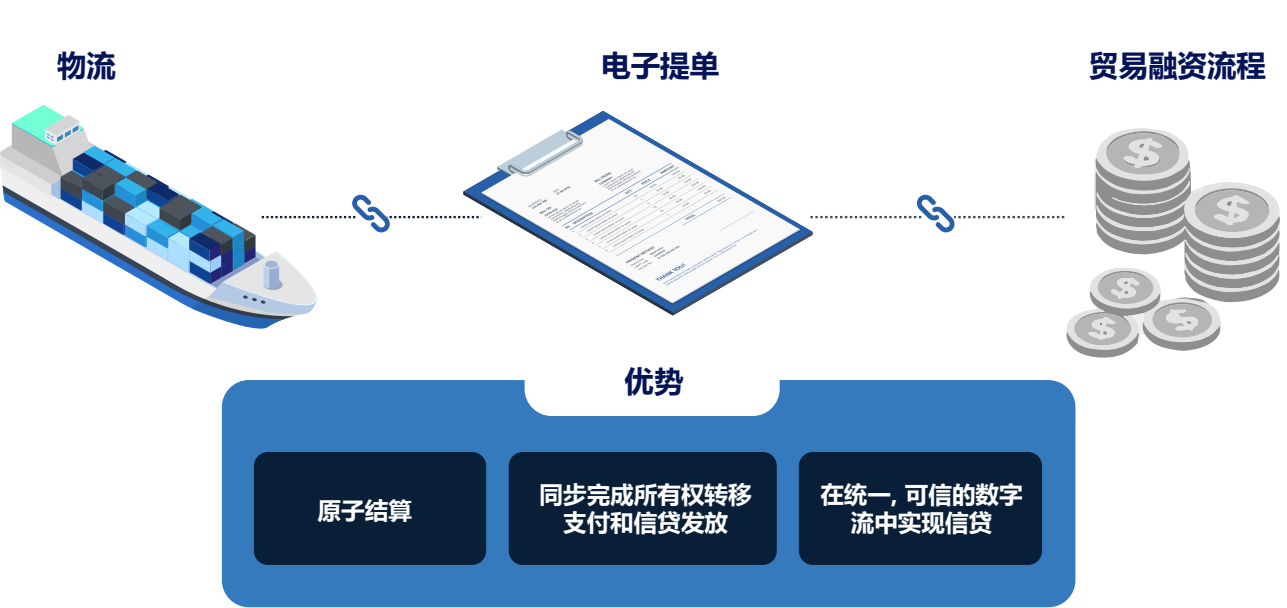 物流
电子提单
贸易融资流程
THANK YOU!
优势
原子结算
同步完成所有权转移
支付和信贷发放
在统一, 可信的数字
流中实现信贷